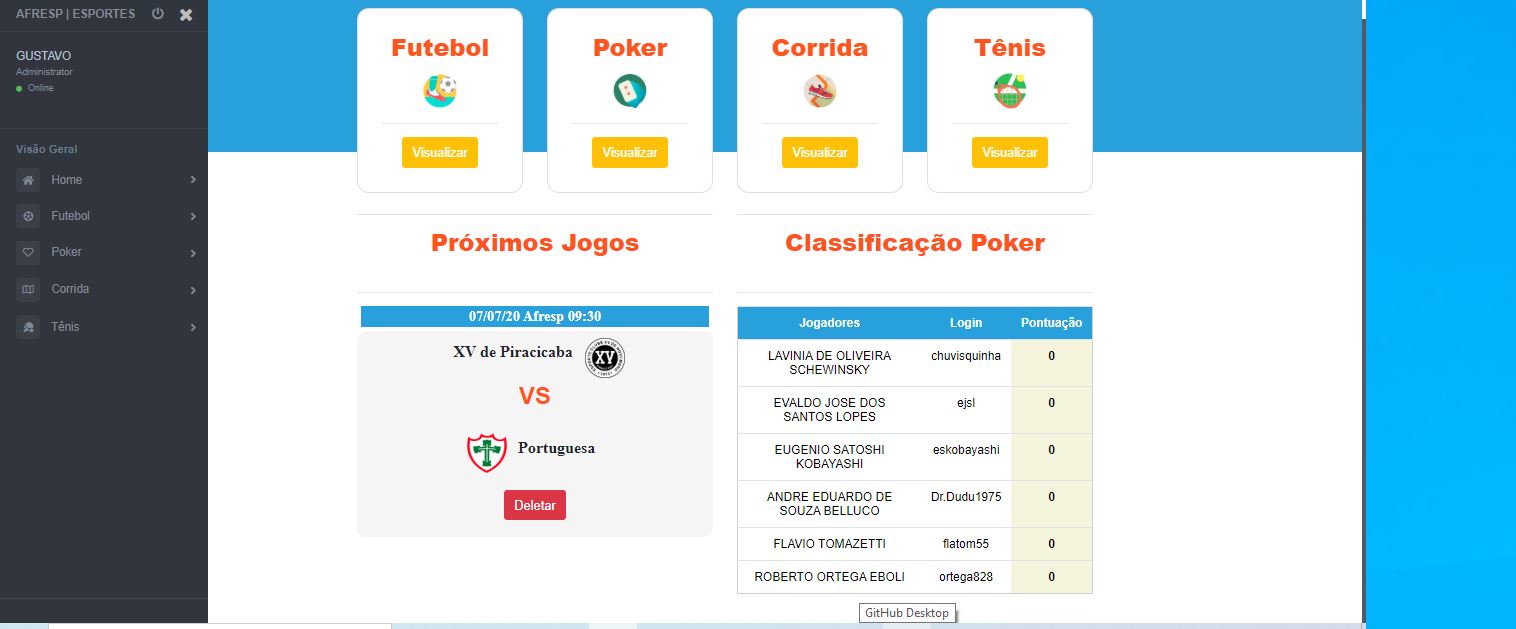 AFRESP | ESPORTES
GUSTAVO
Administrator
Online
Visão Geral
Home
Futebol
Poker
Corrida
Tênis
Futebol
Visualizar
Poker
Visualizar
Corrida
Visualizar
Tênis
Visualizar
Próximos Jogos
07/07/20 Afresp 09:30
XV de Piracicaba
XV
VS
Portuguesa
Deletar
Classificação Poker
Jogadores Login Pontuação
LAVINIA DE OLIVEIRA
SCHEWINSKY chuvisquinha 0
EVALDO JOSE DOS
SANTOS LOPES ejsl 0
EUGENIO SATOSHI
KOBAYASHI eskobayashi 0
ANDRE EDUARDO DE
SOUZA BELLUCO Dr.Dudu1975 0
FLAVIO TOMAZETTI flatom55 0
ROBERTO ORTEGA EBOLI ortega828 0
GitHub Desktop